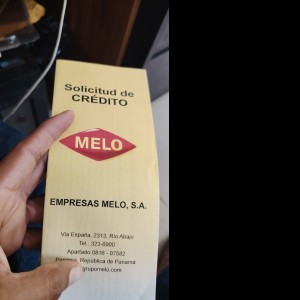 Solicitud de
CRÉDITO
MELO
EMPRESAS MELO, S.A.
Vía España, 2313, Río Abajo
Tel.: 323-6900
Apartado 0816 - 07582
Panamá, República de Panamá
grupomelo.com